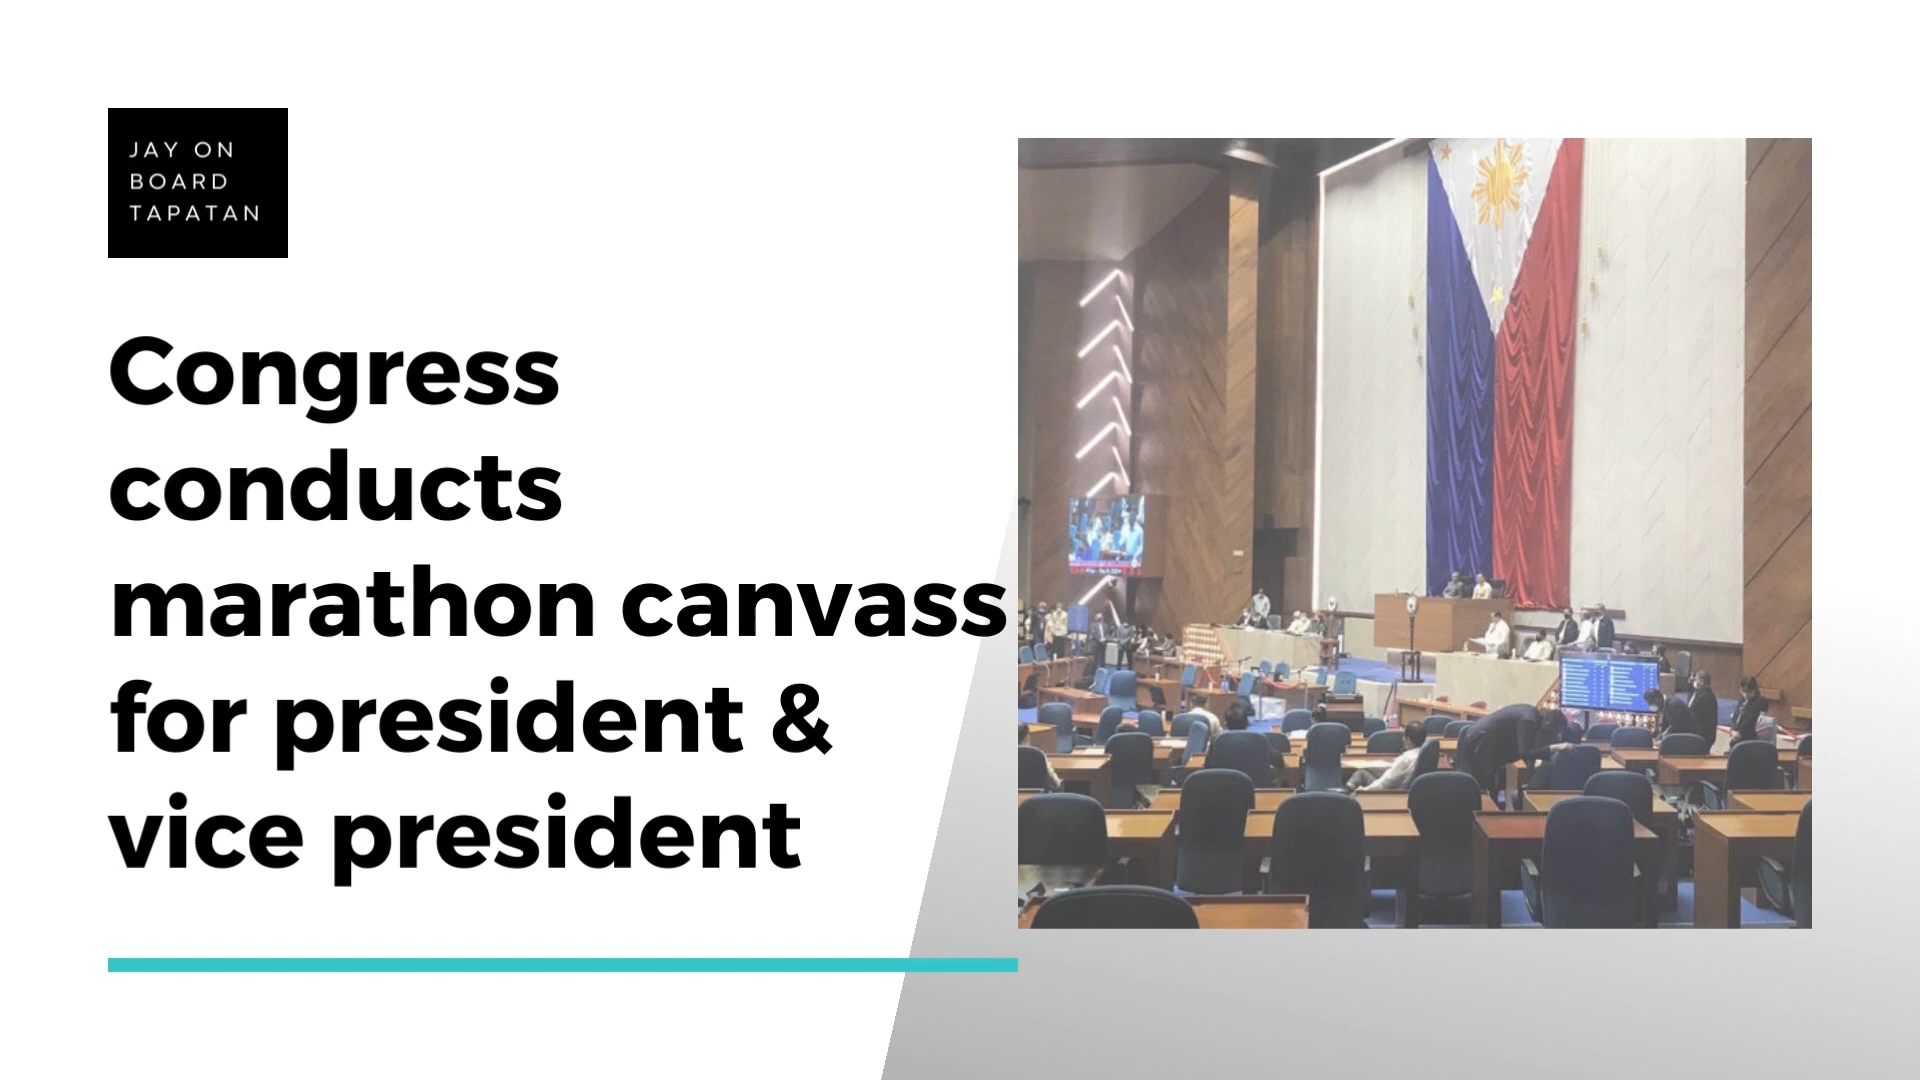 JAY ON
BOARD
TAPATAN
Congress
conducts
marathon canvass
for president &
vice president